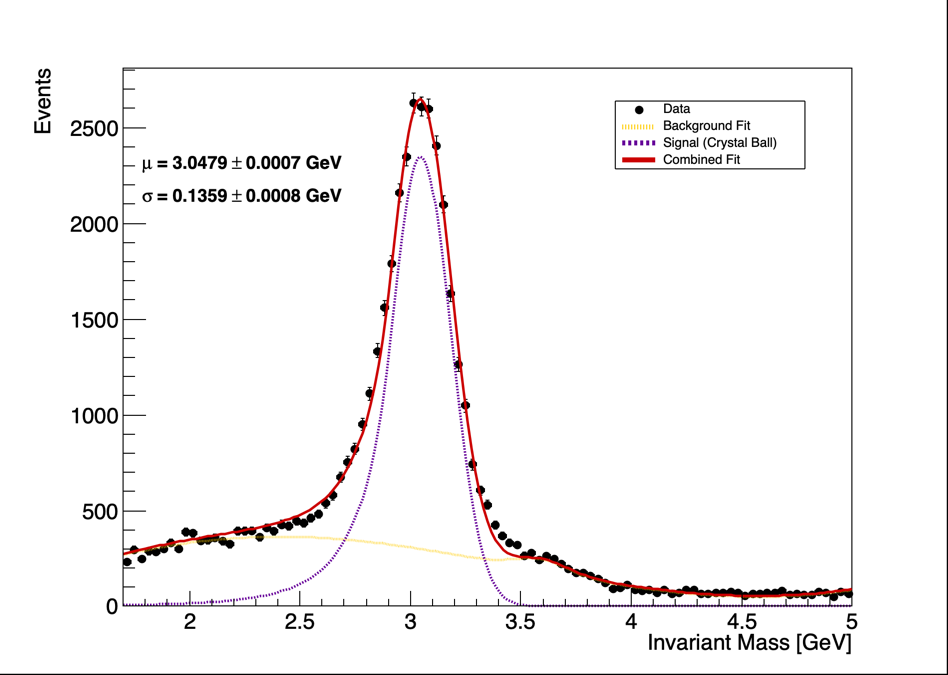 Events
2500
2000
1500
1000
500
0
μ = 3.0479 ± 0.0007 GeV
σ = 0.1359 ± 0.0008 GeV
Data
Background Fit
Signal (Crystal Ball)
Combined Fit
2 2.5 3 3.5 4 4.5 5
Invariant Mass [GeV]